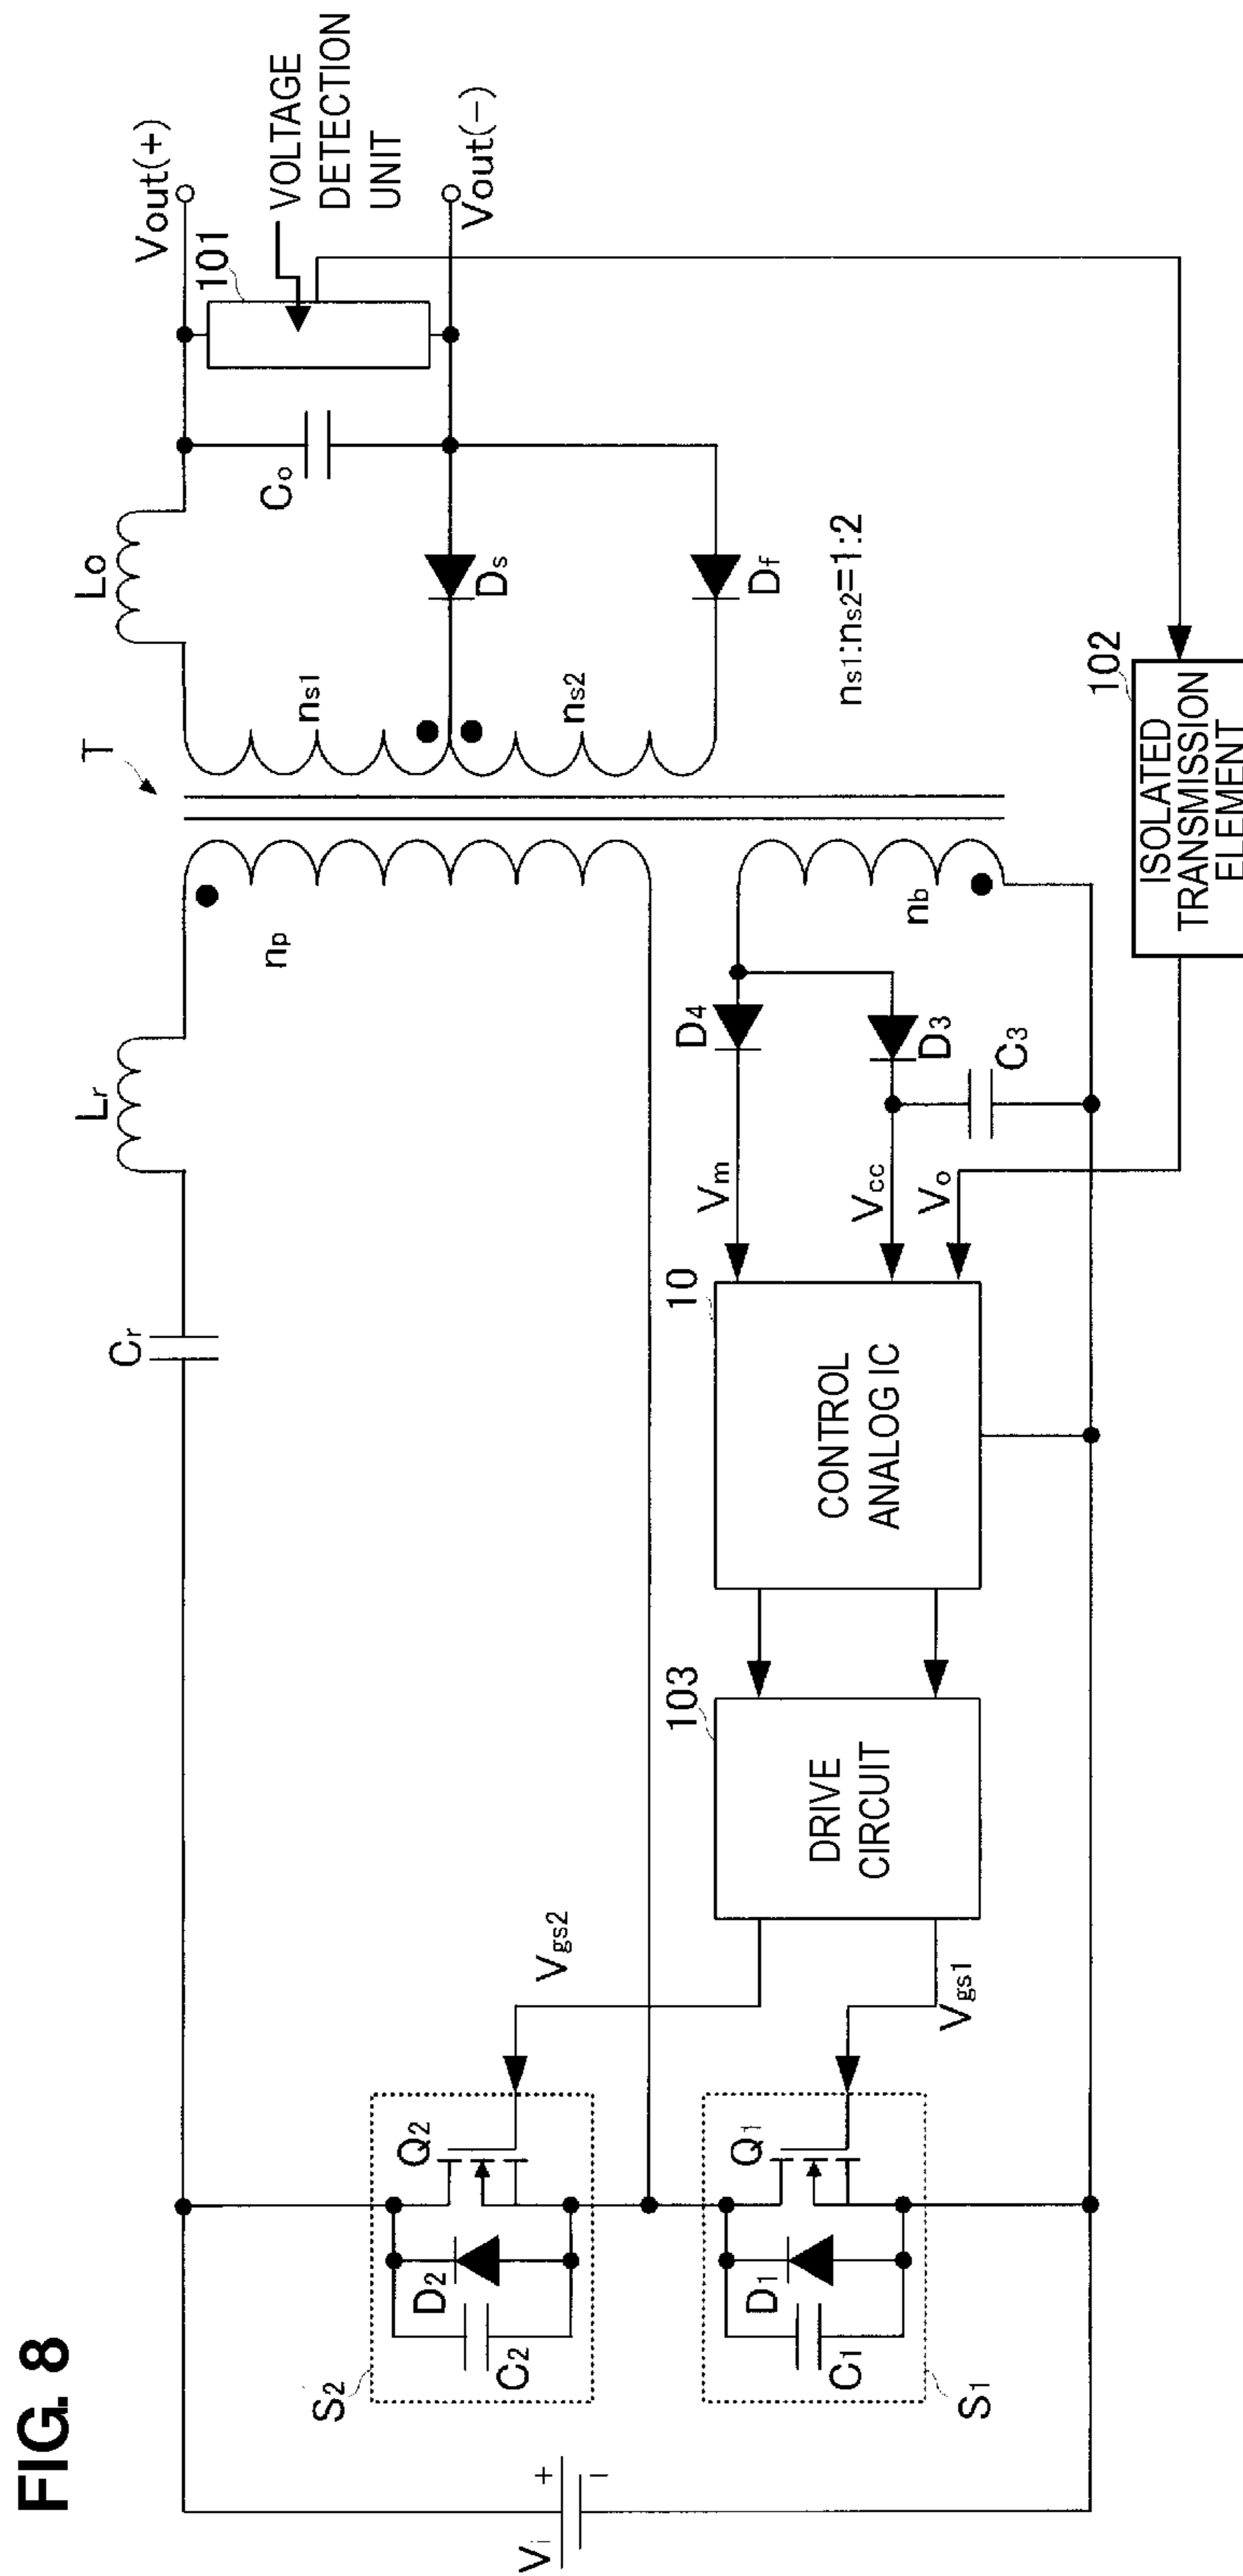 FIG. 8
Vi
+
−
S2
C2
D2
Q2
Vgs2
S1
C1
D1
Q1
Vgs1
103
DRIVE
CIRCUIT
10
CONTROL
ANALOG IC
Vm
Vcc
Vo
D4
D3
C3
Cr
Lr
np
nb
T
ns1
ns2
Lo
Co
Ds
Df
ns1:ns2=1:2
101
Vout(+)
VOLTAGE
DETECTION
UNIT
Vout(-)
102
ISOLATED
TRANSMISSION
ELEMENT